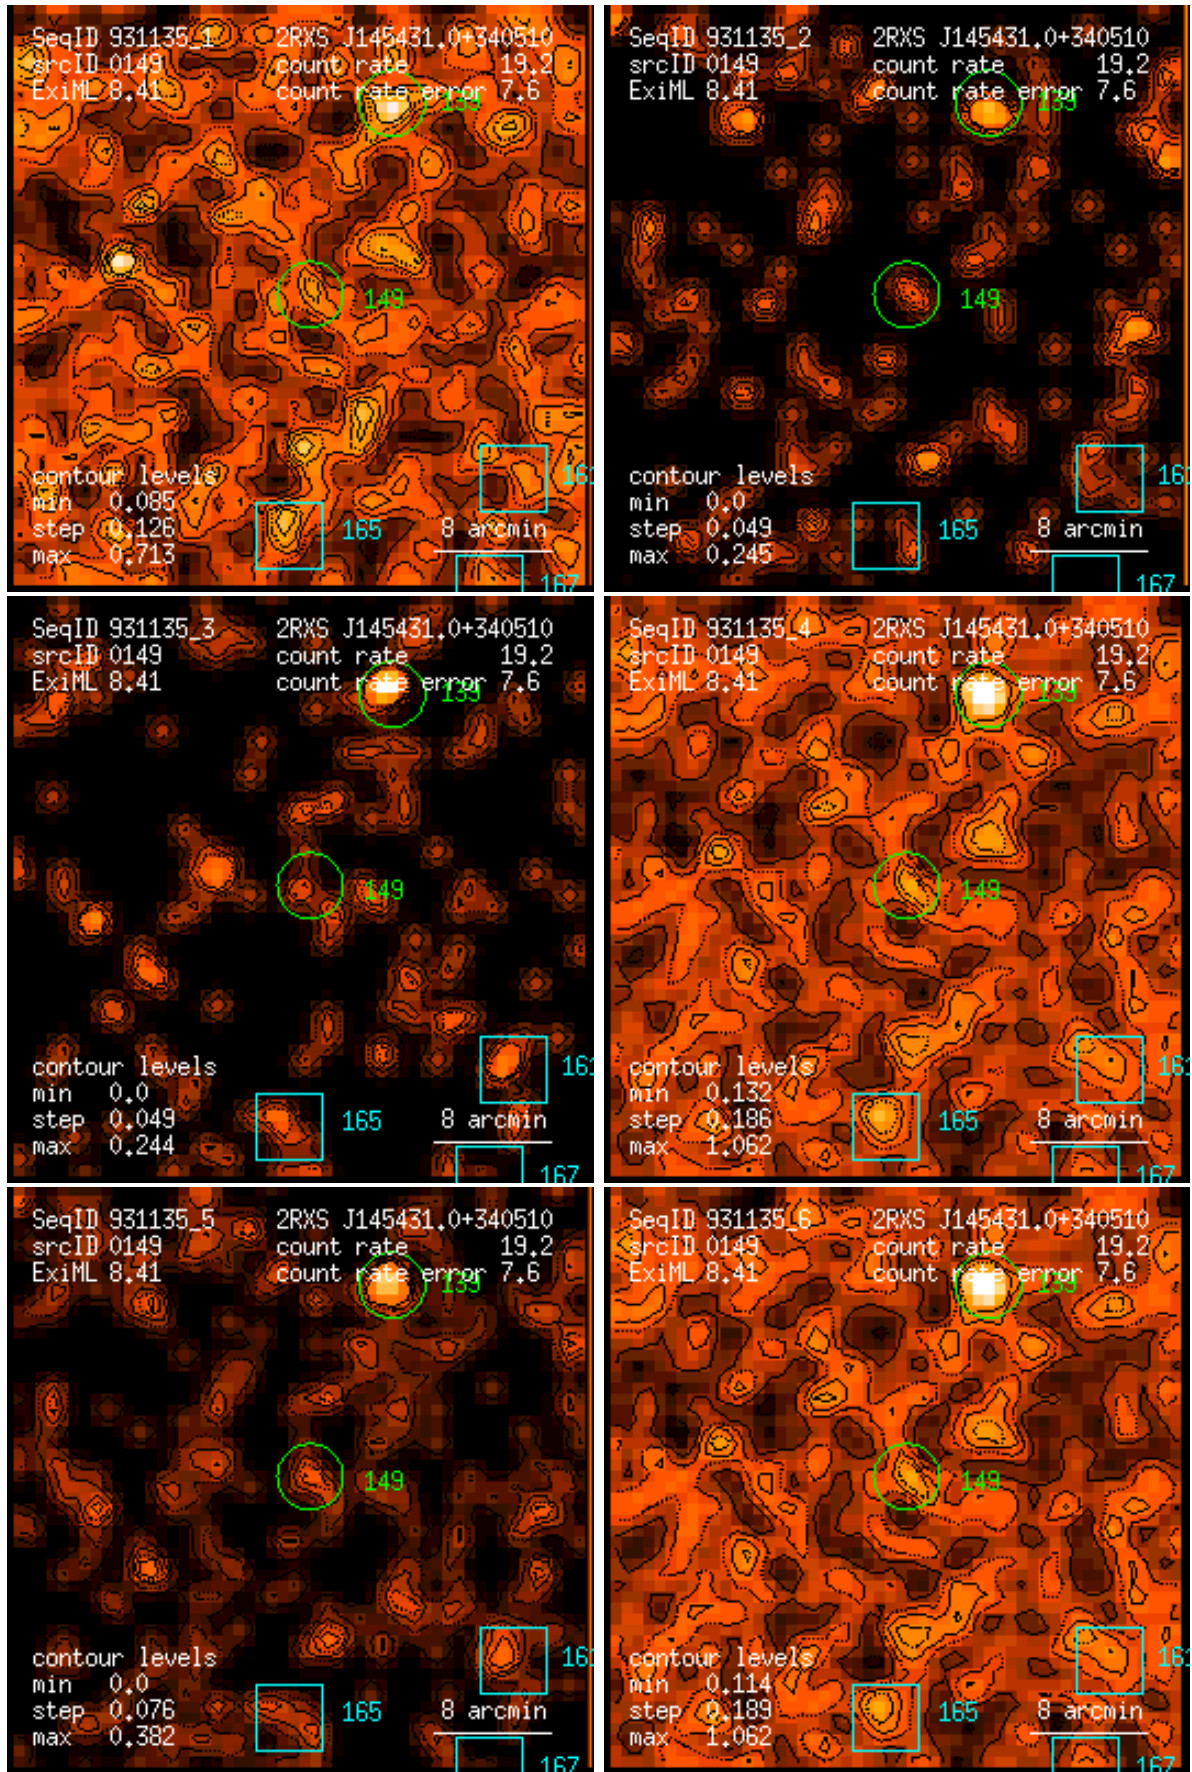 SeqID 931135_1 2RXS J145431.0+340510
srcID 0149 count rate 19.2
ExiML 8.41 count rate error 7.6
139
149
contour levels
min 0.085
step 0.126
max 0.713
165
161
8 arcmin
167
SeqID 931135_2 2RXS J145431.0+340510
srcID 0149 count rate 19.2
ExiML 8.41 count rate error 7.6
139
149
contour levels
min 0.0
step 0.049
max 0.245
165
161
8 arcmin
167
SeqID 931135_3 2RXS J145431.0+340510
srcID 0149 count rate 19.2
ExiML 8.41 count rate error 7.6
139
149
contour levels
min 0.0
step 0.049
max 0.244
165
161
8 arcmin
167
SeqID 931135_4 2RXS J145431.0+340510
srcID 0149 count rate 19.2
ExiML 8.41 count rate error 7.6
139
149
contour levels
min 0.132
step 0.186
max 1.062
165
161
8 arcmin
167
SeqID 931135_5 2RXS J145431.0+340510
srcID 0149 count rate 19.2
ExiML 8.41 count rate error 7.6
139
149
contour levels
min 0.0
step 0.076
max 0.382
165
161
8 arcmin
167
SeqID 931135_6 2RXS J145431.0+340510
srcID 0149 count rate 19.2
ExiML 8.41 count rate error 7.6
139
149
contour levels
min 0.114
step 0.189
max 1.062
165
161
8 arcmin
167